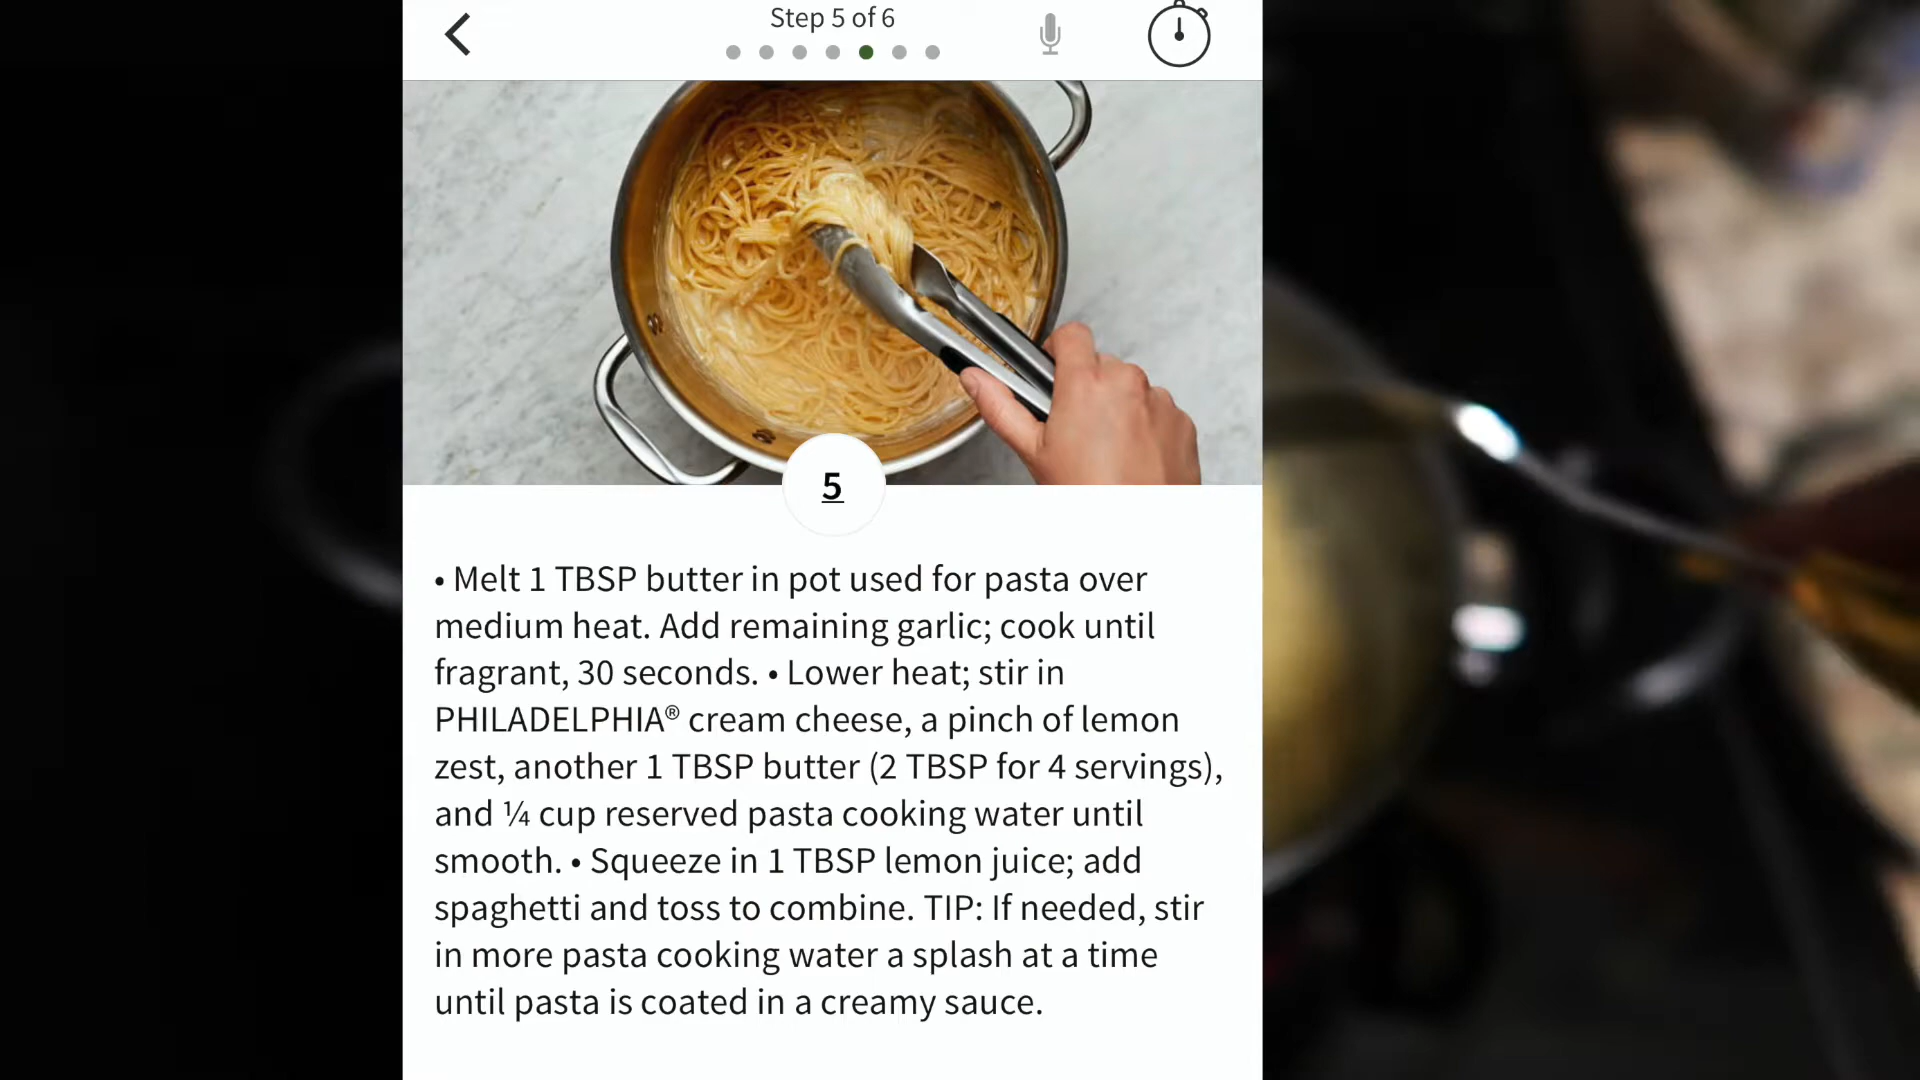 Step 5 of 6
5
• Melt 1 TBSP butter in pot used for pasta over
medium heat. Add remaining garlic; cook until
fragrant, 30 seconds. • Lower heat; stir in
PHILADELPHIA® cream cheese, a pinch of lemon
zest, another 1 TBSP butter (2 TBSP for 4 servings),
and ¼ cup reserved pasta cooking water until
smooth. • Squeeze in 1 TBSP lemon juice; add
spaghetti and toss to combine. TIP: If needed, stir
in more pasta cooking water a splash at a time
until pasta is coated in a creamy sauce.